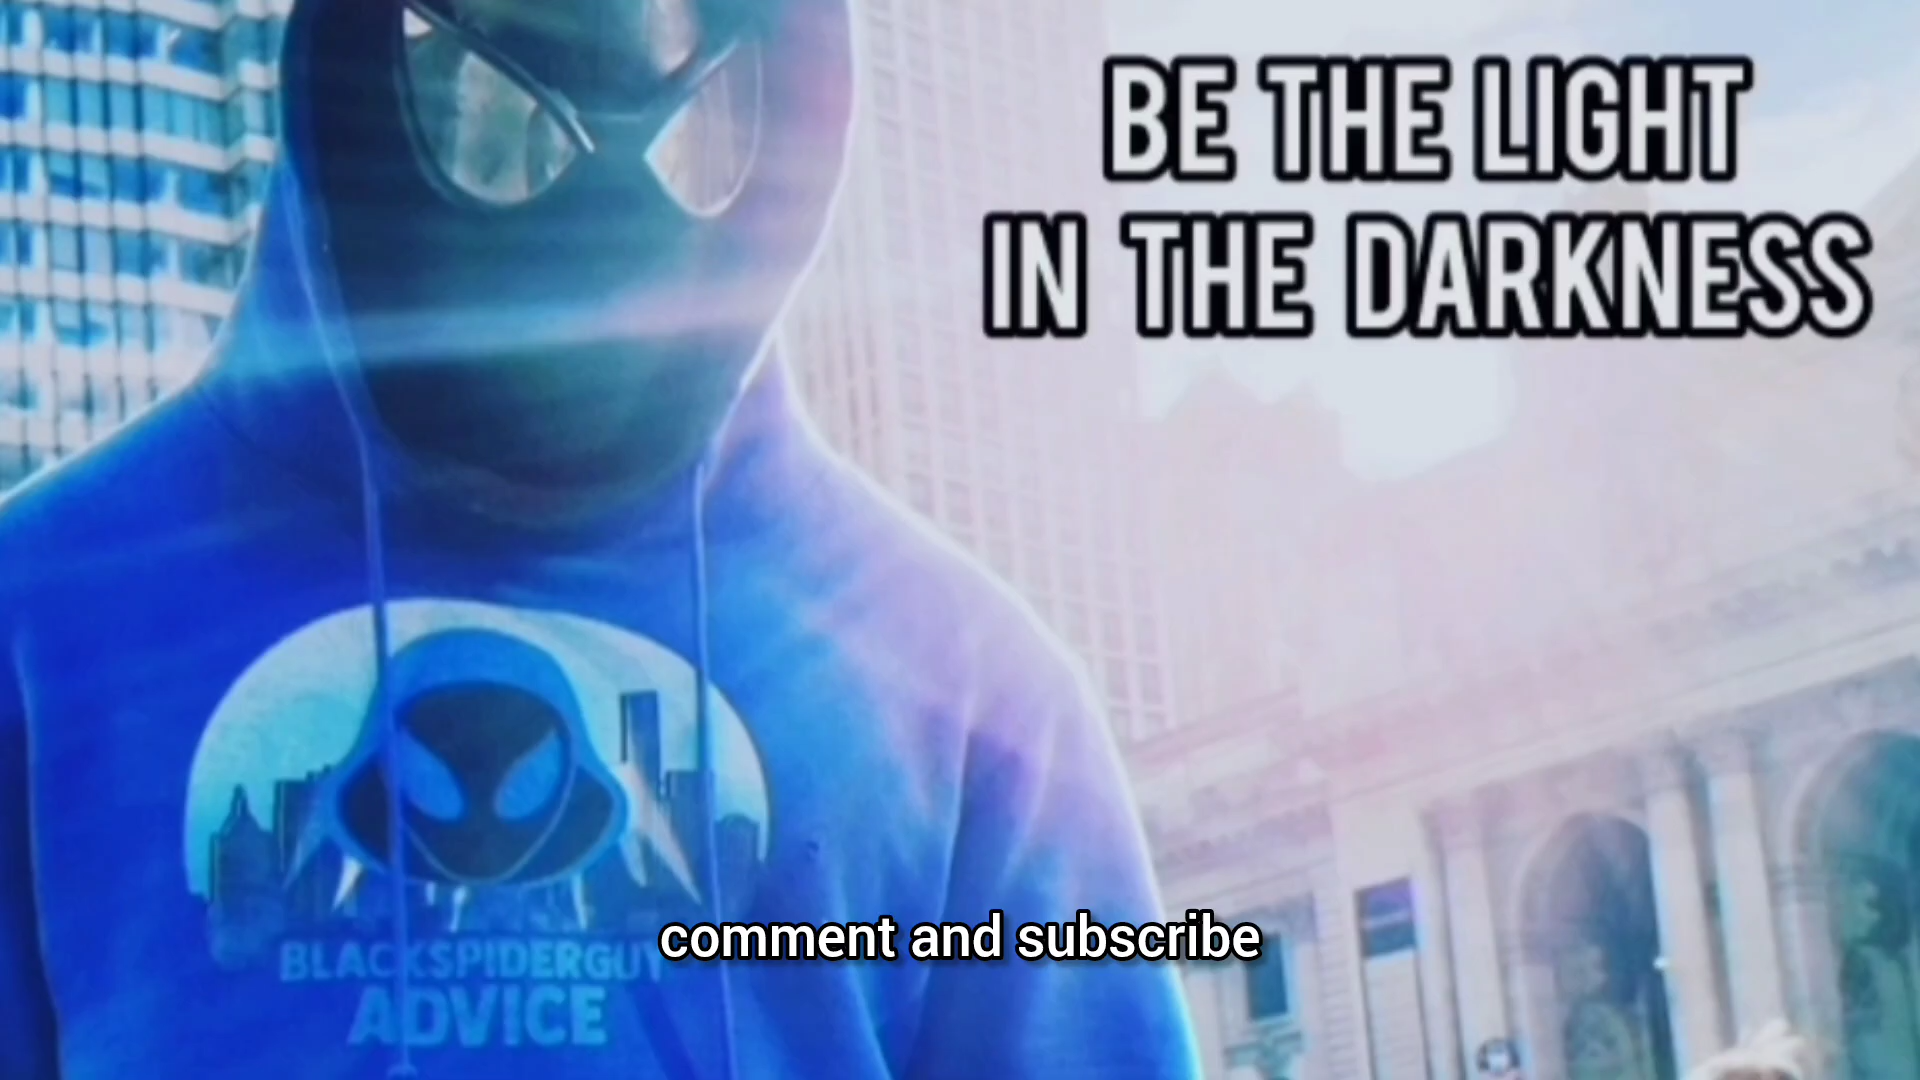 BE THE LIGHT
IN THE DARKNESS
BLACKSPIDERGUY
ADVICE
comment and subscribe